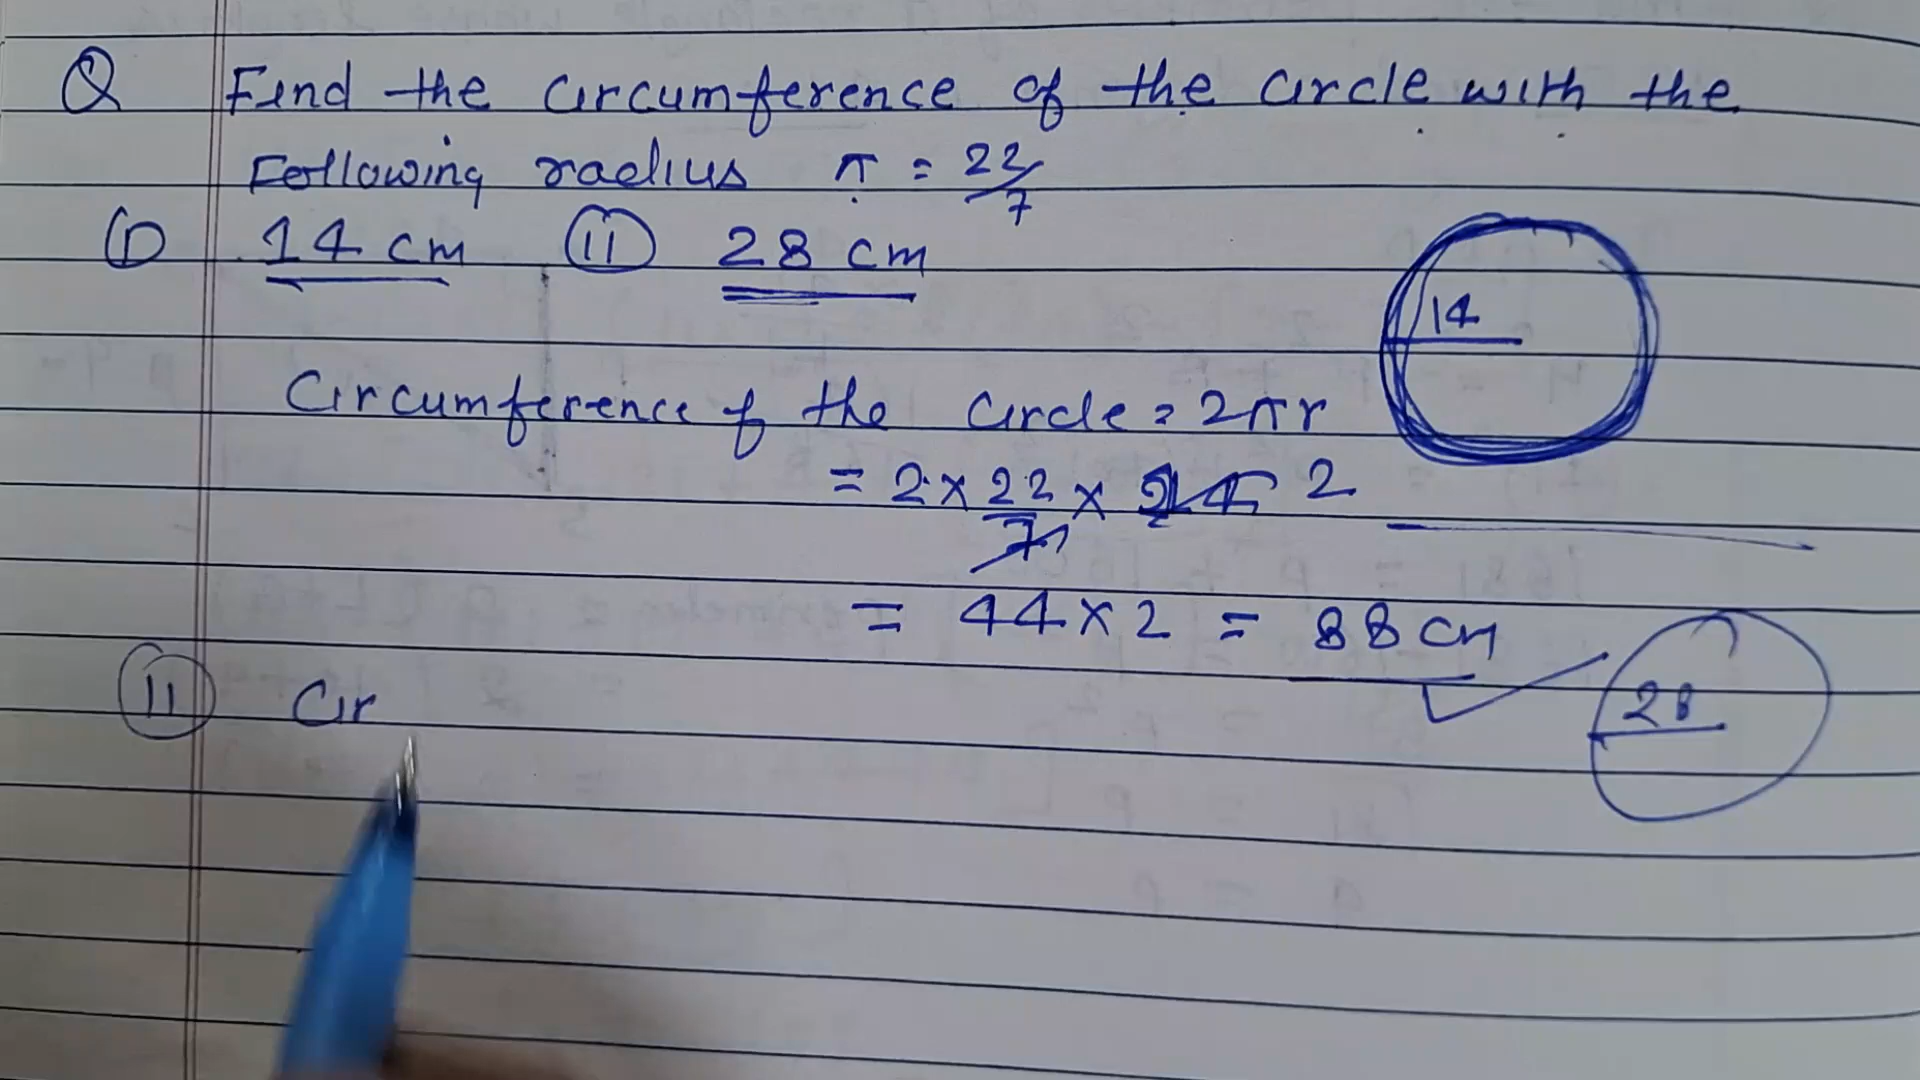 Q Find the circumference of the circle with the
Following radius π = 22/7
(I) 14 cm (II) 28 cm
14
Circumference of the circle = 2πr
= 2 × 22/7 × 14 2
1
= 44 × 2 = 88 cm
(II) Cir
28